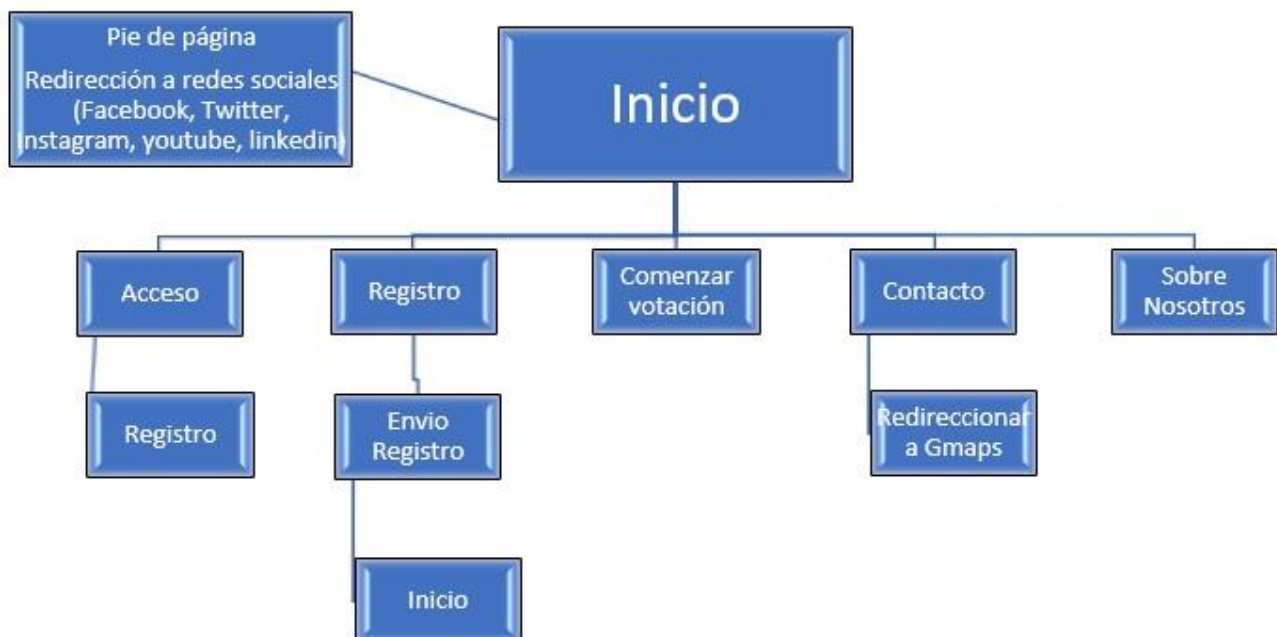 Pie de página
Redirección a redes sociales
(Facebook, Twitter,
Instagram, youtube, linkedin)
Inicio
Acceso
Registro
Comenzar
votación
Contacto
Sobre
Nosotros
Registro
Envio
Registro
Redireccionar
a Gmaps
Inicio